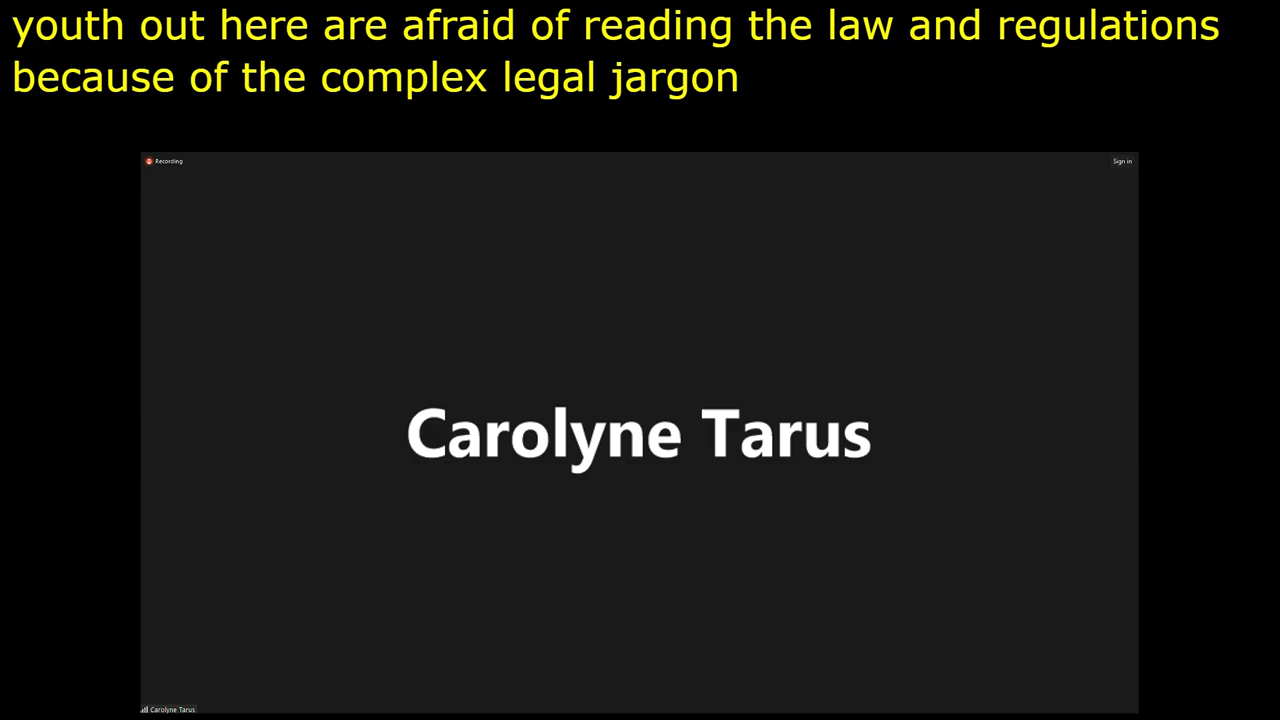 youth out here are afraid of reading the law and regulations
because of the complex legal jargon
Recording
Sign in
Carolyne Tarus
Carolyne Tarus